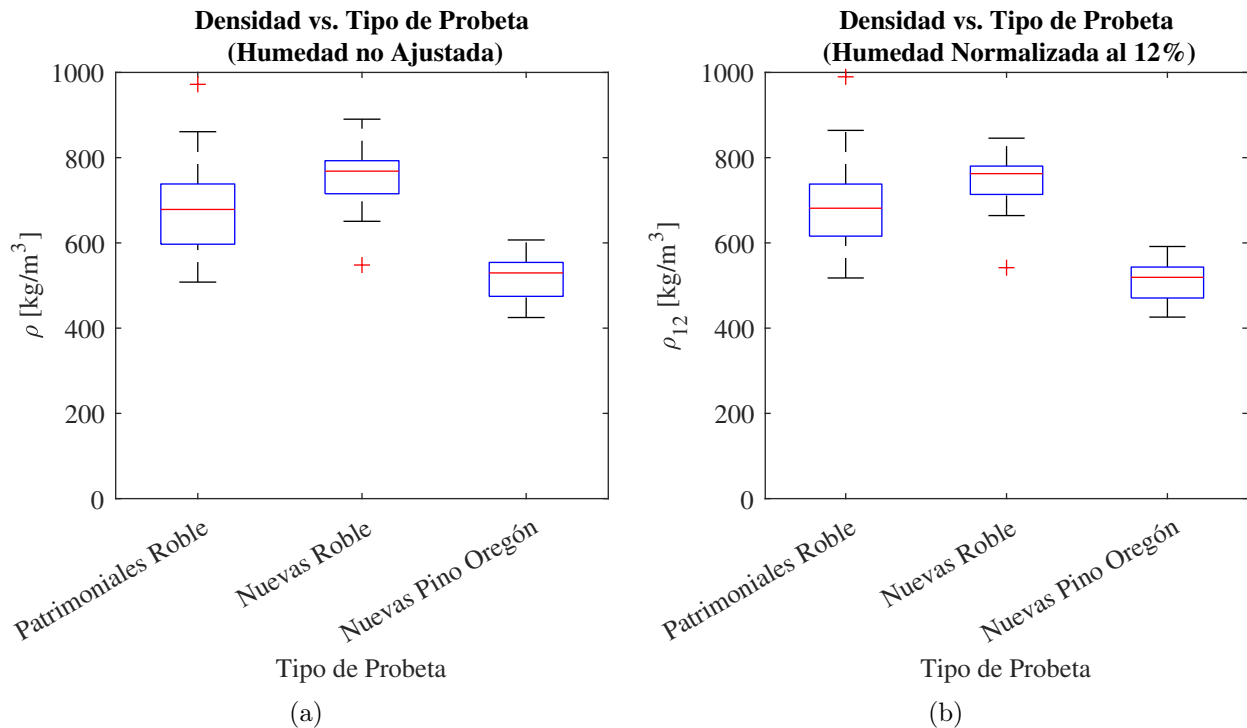 Densidad vs. Tipo de Probeta
(Humedad no Ajustada)
1000
800
600
400
200
0
ρ [kg/m³]
Patrimoniales Roble
Nuevas Roble
Nuevas Pino Oregón
Tipo de Probeta
(a)
Densidad vs. Tipo de Probeta
(Humedad Normalizada al 12%)
1000
800
600
400
200
0
ρ₁₂ [kg/m³]
Patrimoniales Roble
Nuevas Roble
Nuevas Pino Oregón
Tipo de Probeta
(b)